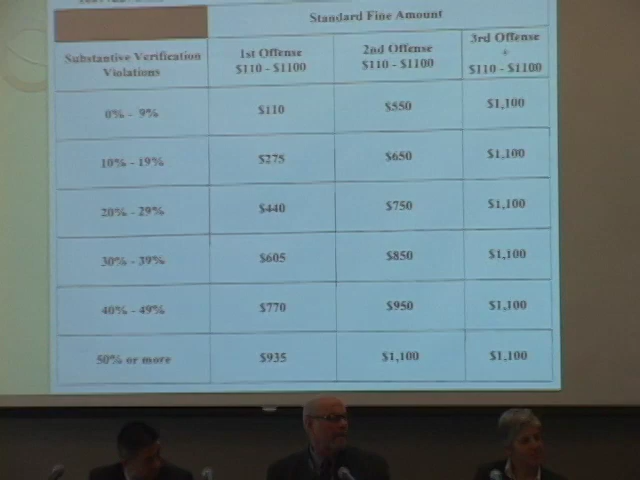 Standard Fine Amount
Substantive Verification
Violations
1st Offense
$110 - $1100
2nd Offense
$110 - $1100
3rd Offense
+
$110 - $1100
0% - 9% $110 $550 $1,100
10% - 19% $275 $650 $1,100
20% - 29% $440 $750 $1,100
30% - 39% $605 $850 $1,100
40% - 49% $770 $950 $1,100
50% or more $935 $1,100 $1,100